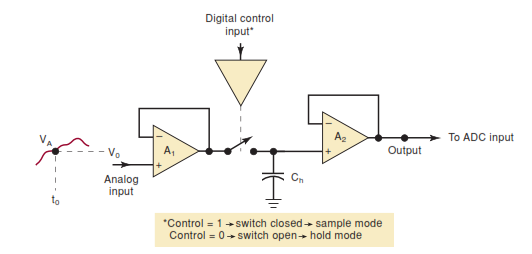 Digital control
input*
V_A
V_0
A_1
-
+
Analog
input
t_0
A_2
-
+
To ADC input
Output
C_h
*Control = 1 → switch closed → sample mode
Control = 0 → switch open → hold mode